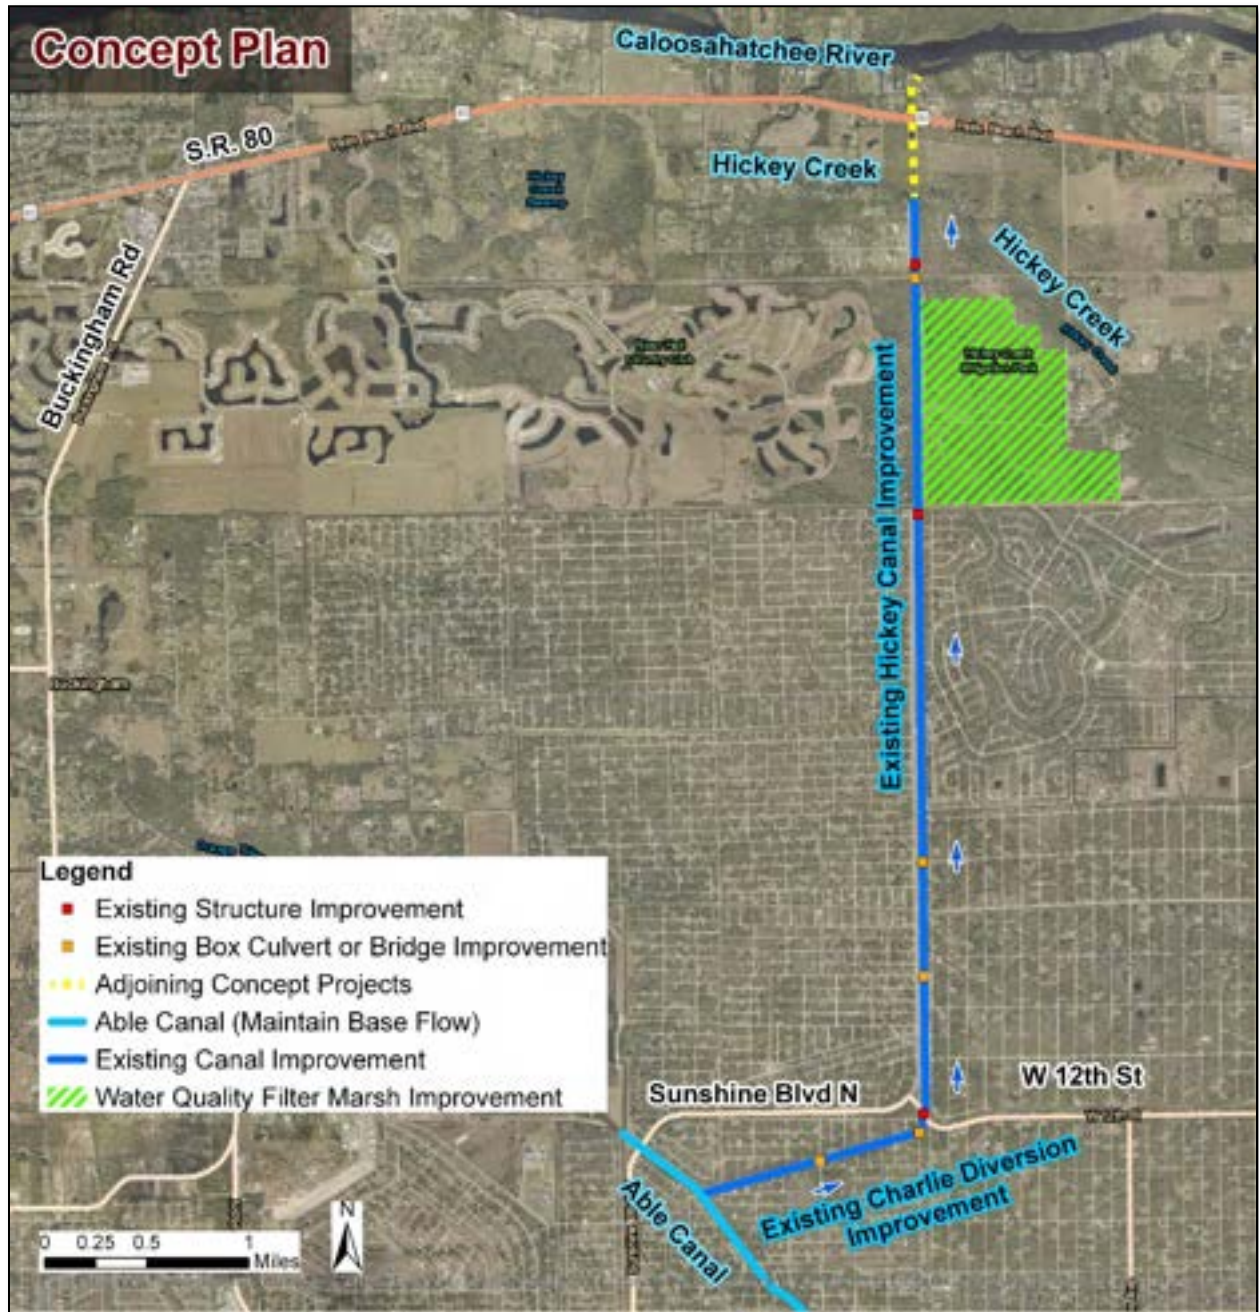 Concept Plan
Caloosahatchee River
S.R. 80
Hickey Creek
Hickey Creek
Buckingham Rd
Existing Hickey Canal Improvement
Buckingham
Legend
Existing Structure Improvement
Existing Box Culvert or Bridge Improvement
Adjoining Concept Projects
Able Canal (Maintain Base Flow)
Existing Canal Improvement
Water Quality Filter Marsh Improvement
Sunshine Blvd N
W 12th St
Existing Charlie Diversion
Improvement
Able Canal
N
0 0.25 0.5 1
Miles